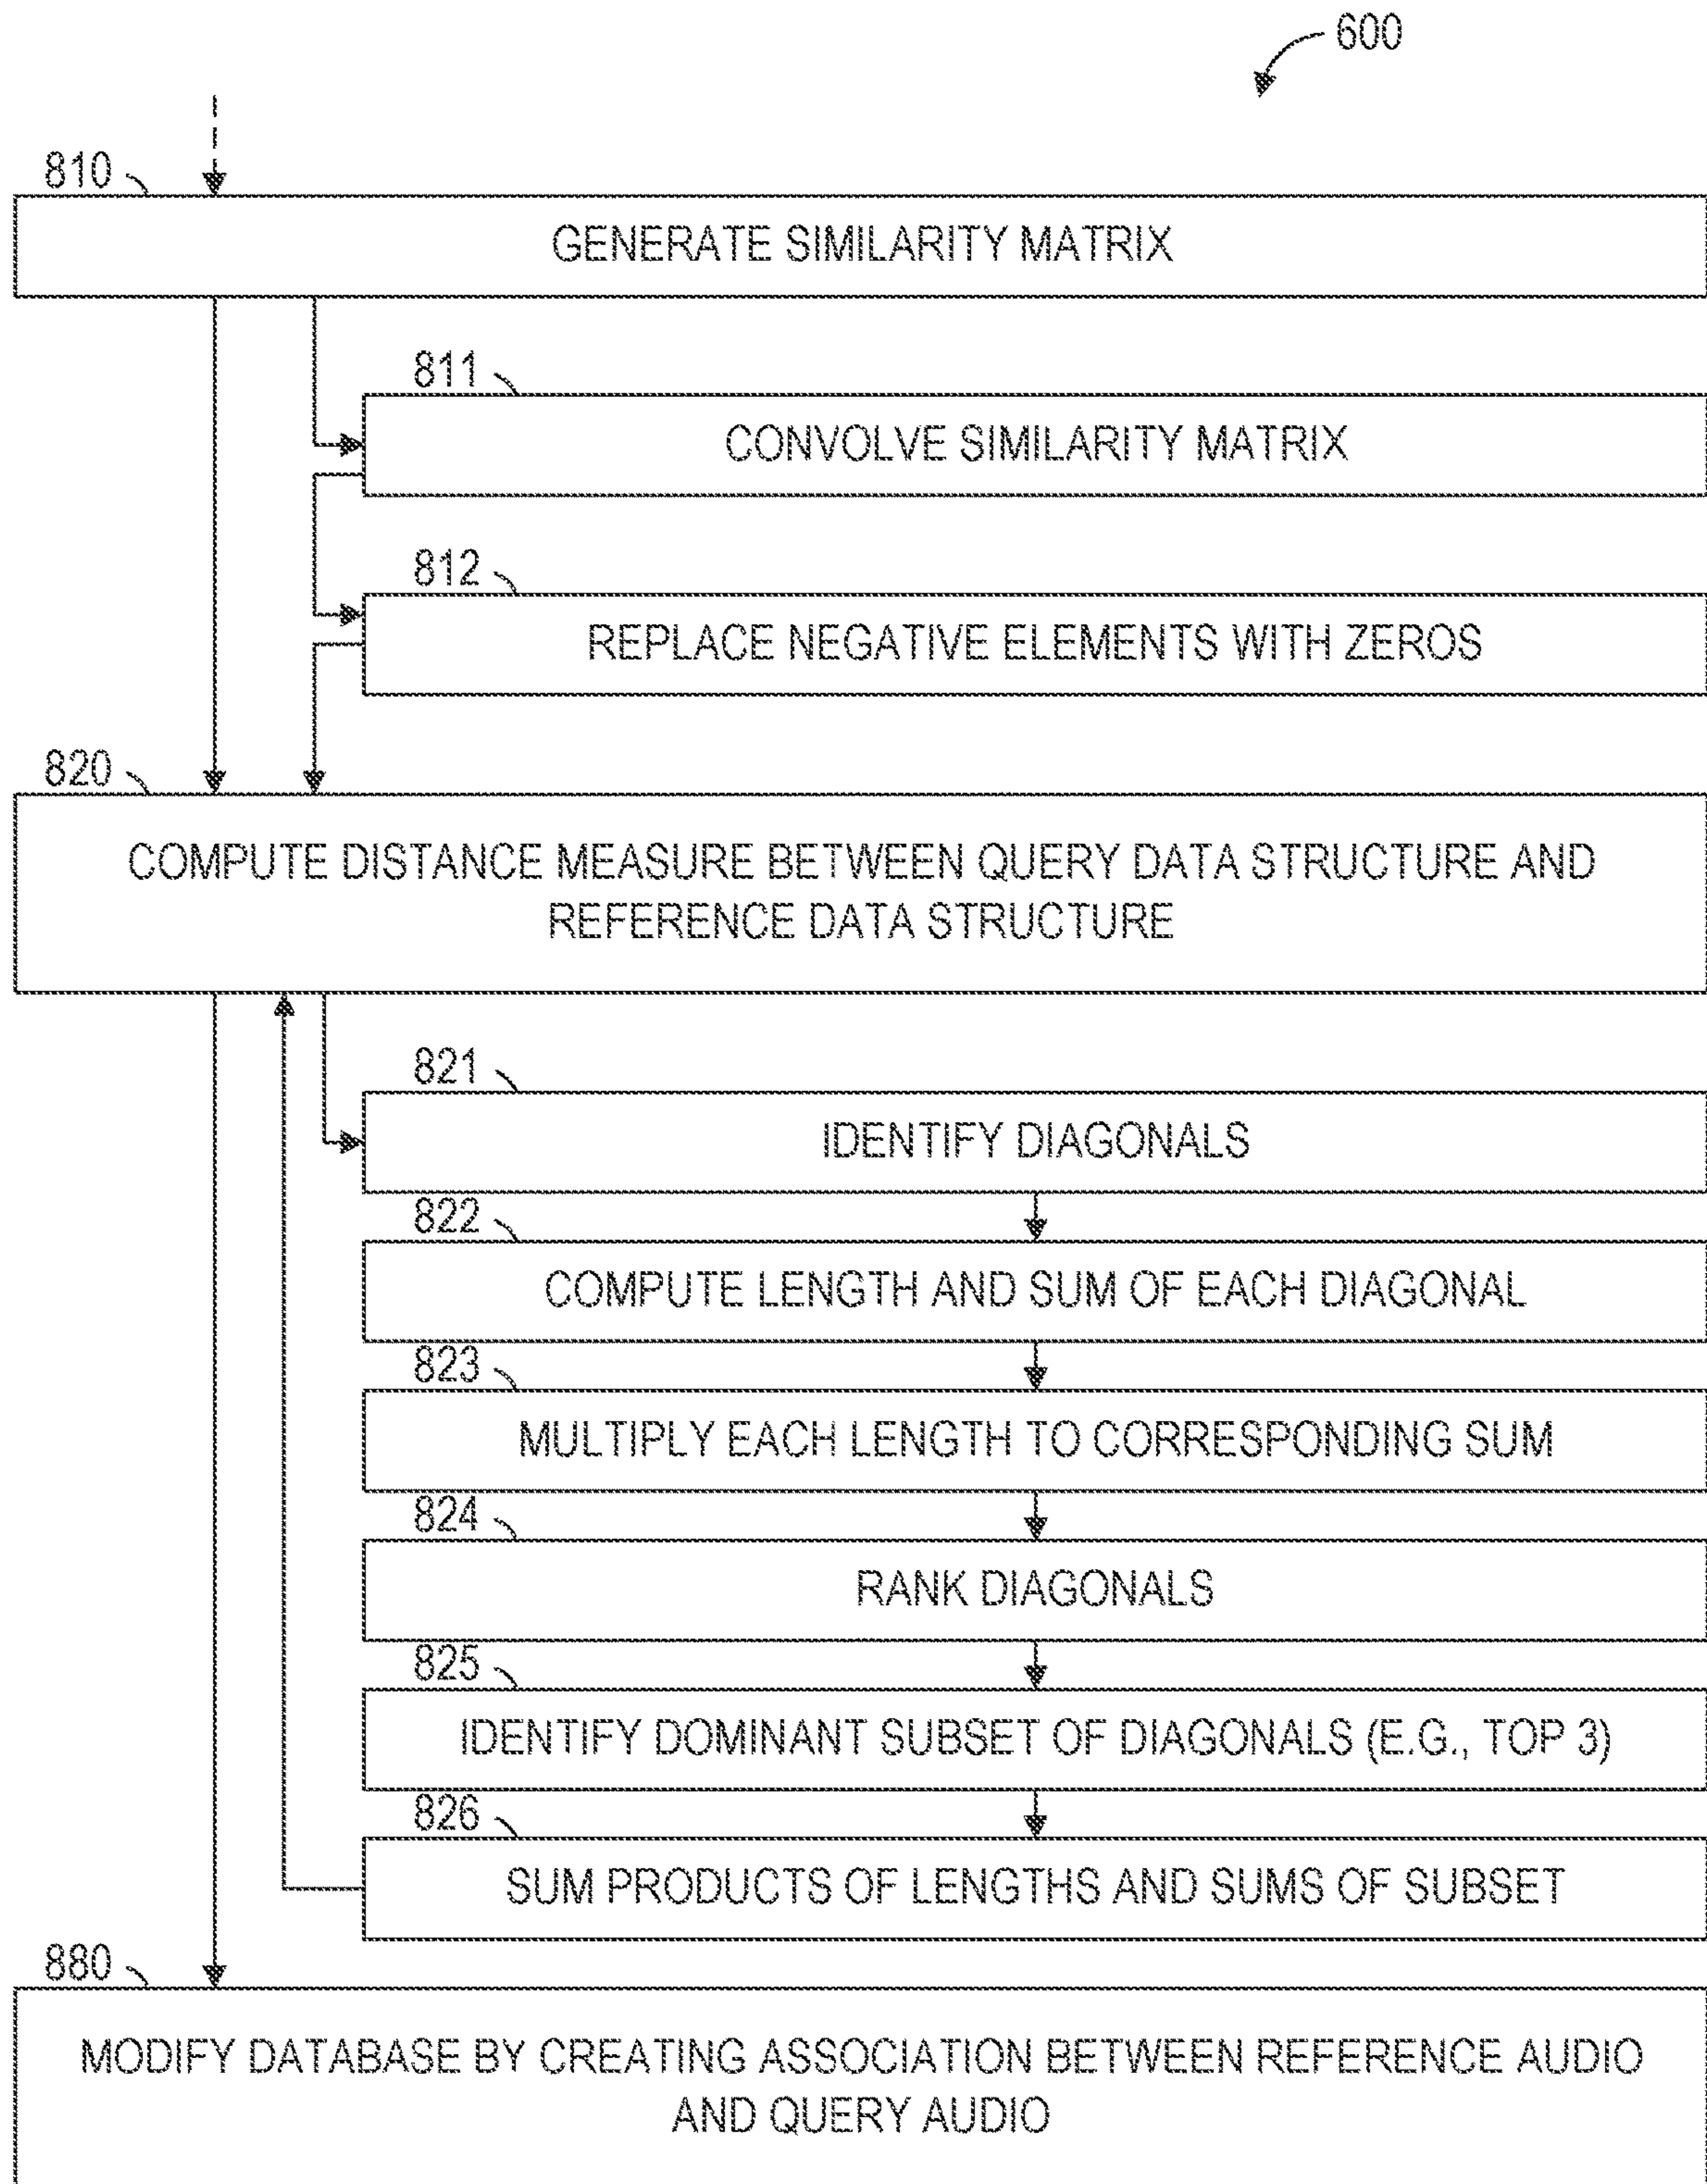 600
810
GENERATE SIMILARITY MATRIX
811
CONVOLVE SIMILARITY MATRIX
812
REPLACE NEGATIVE ELEMENTS WITH ZEROS
820
COMPUTE DISTANCE MEASURE BETWEEN QUERY DATA STRUCTURE AND
REFERENCE DATA STRUCTURE
821
IDENTIFY DIAGONALS
822
COMPUTE LENGTH AND SUM OF EACH DIAGONAL
823
MULTIPLY EACH LENGTH TO CORRESPONDING SUM
824
RANK DIAGONALS
825
IDENTIFY DOMINANT SUBSET OF DIAGONALS (E.G., TOP 3)
826
SUM PRODUCTS OF LENGTHS AND SUMS OF SUBSET
880
MODIFY DATABASE BY CREATING ASSOCIATION BETWEEN REFERENCE AUDIO
AND QUERY AUDIO